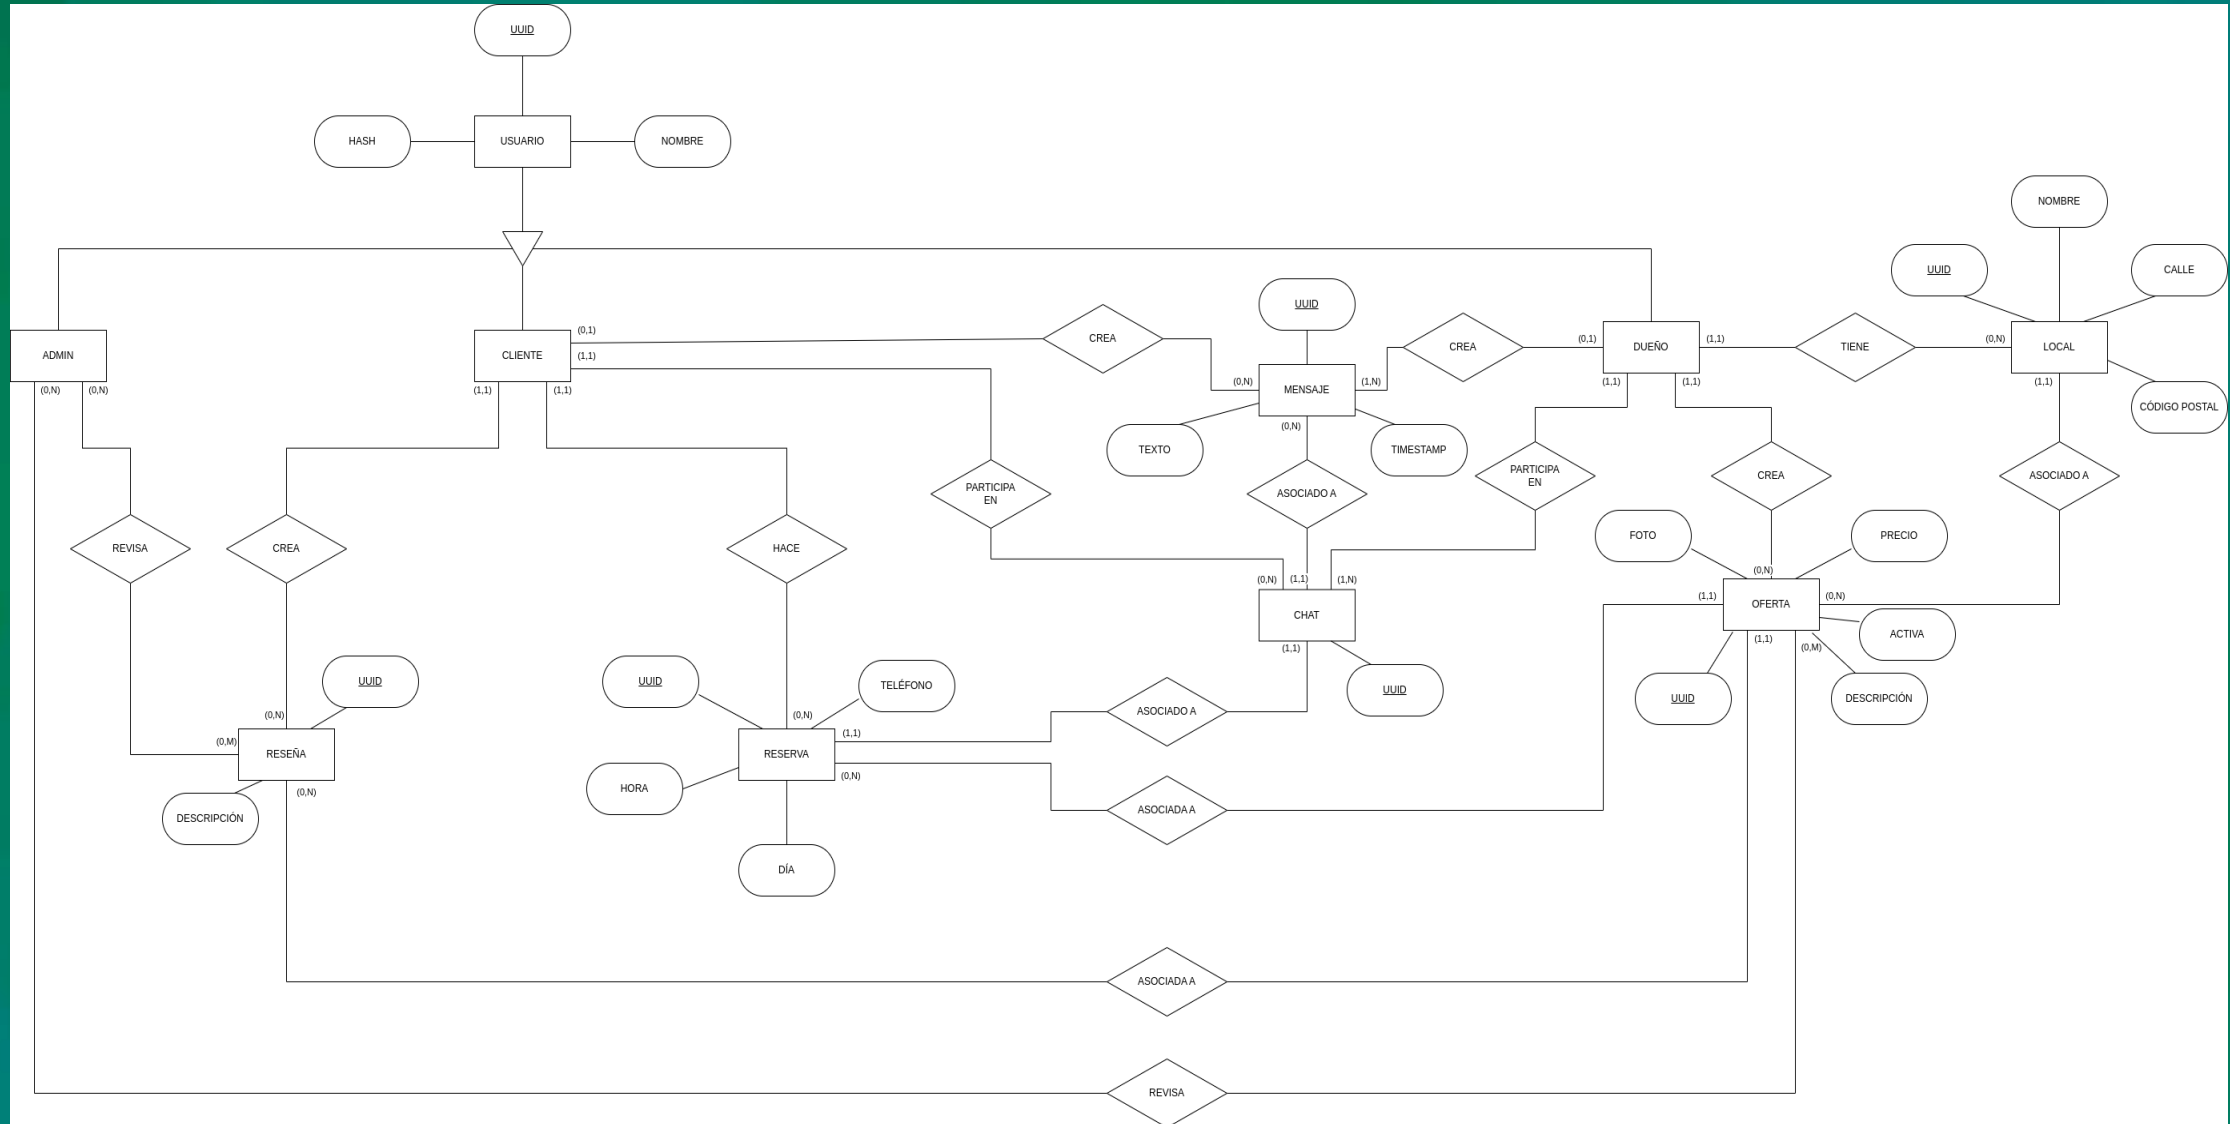 UUID
HASH
USUARIO
NOMBRE
NOMBRE
UUID
CALLE
UUID
(0,1)
CREA
CREA
(0,1)
DUEÑO
(1,1)
TIENE
(0,N)
LOCAL
ADMIN
CLIENTE
(1,1)
(0,N)
MENSAJE
(1,N)
(1,1)
(1,1)
(1,1)
CÓDIGO POSTAL
(0,N)
(0,N)
(1,1)
(1,1)
(0,N)
TEXTO
TIMESTAMP
PARTICIPA
EN
ASOCIADO A
PARTICIPA
EN
CREA
ASOCIADO A
REVISA
CREA
HACE
FOTO
PRECIO
(0,N)
(0,N)
(1,1)
(1,N)
(1,1)
OFERTA
(0,N)
CHAT
ACTIVA
(1,1)
(1,1)
(0,M)
UUID
UUID
TELÉFONO
UUID
UUID
DESCRIPCIÓN
(0,N)
(0,N)
ASOCIADO A
(0,M)
RESEÑA
RESERVA
(1,1)
(0,N)
(0,N)
HORA
DESCRIPCIÓN
ASOCIADA A
DÍA
ASOCIADA A
REVISA